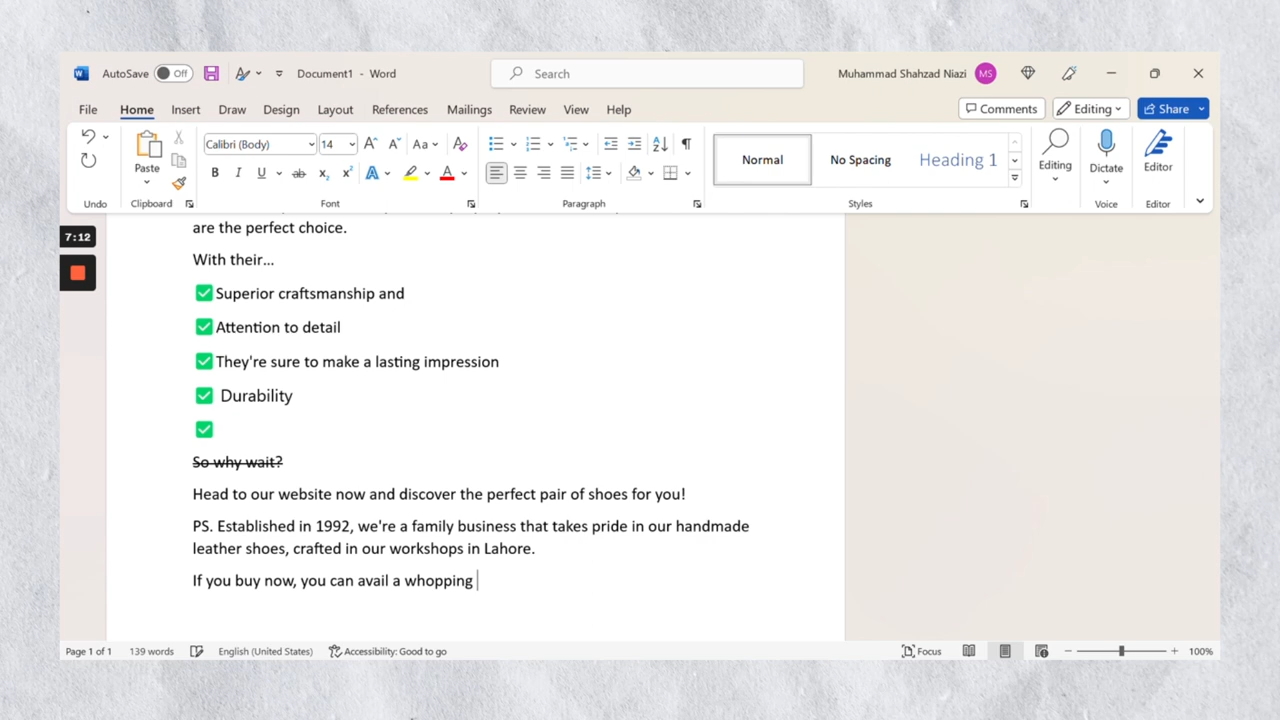 AutoSave Off Document1 - Word Search Muhammad Shahzad Niazi MS
File Home Insert Draw Design Layout References Mailings Review View Help Comments Editing Share
Calibri (Body) 14 Aa Normal No Spacing Heading 1
Paste Editing Dictate Editor
B I U ab x₂ x² A A
Undo Clipboard Font Paragraph Styles Voice Editor
are the perfect choice.
7:12
With their...
Superior craftsmanship and
Attention to detail
They're sure to make a lasting impression
Durability
So why wait?
Head to our website now and discover the perfect pair of shoes for you!
PS. Established in 1992, we're a family business that takes pride in our handmade
leather shoes, crafted in our workshops in Lahore.
If you buy now, you can avail a whopping
Page 1 of 1 139 words English (United States) Accessibility: Good to go Focus 100%